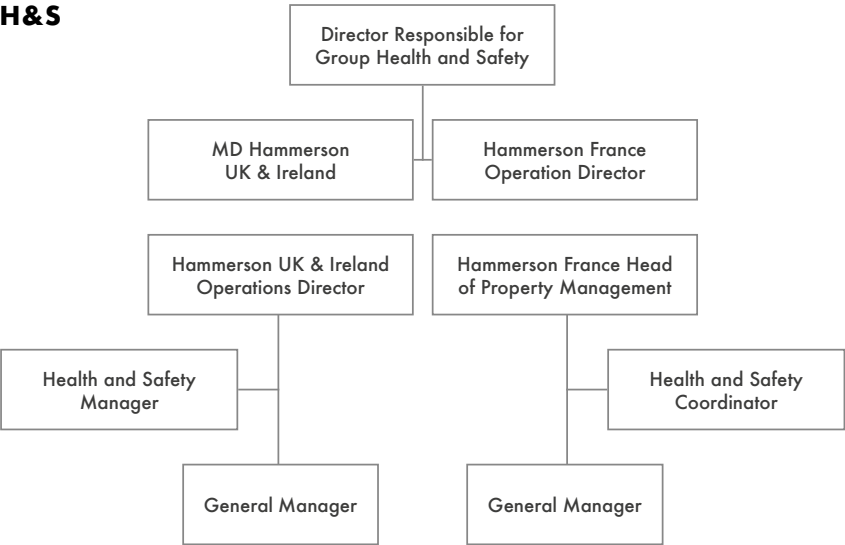 H&S
Director Responsible for
Group Health and Safety
MD Hammerson
UK & Ireland
Hammerson France
Operation Director
Hammerson UK & Ireland
Operations Director
Hammerson France Head
of Property Management
Health and Safety
Manager
Health and Safety
Coordinator
General Manager
General Manager